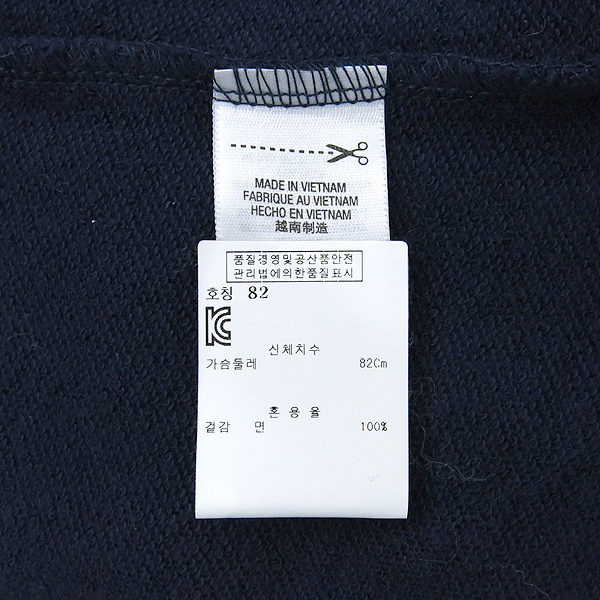 MADE IN VIETNAM
FABRIQUE AU VIETNAM
HECHO EN VIETNAM
越南制造
품질경영및공산품안전
관리법에의한품질표시
호칭 82
KC
신체치수
가슴둘레 82Cm
혼용율
겉감 면 100%